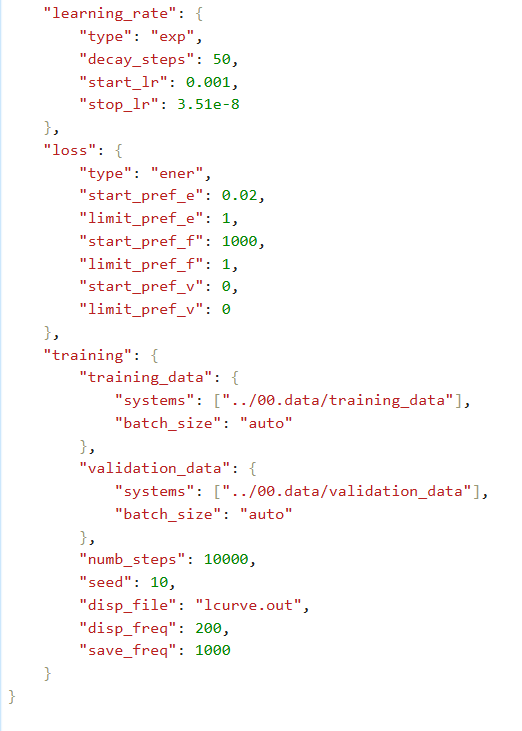 "learning_rate": {
"type": "exp",
"decay_steps": 50,
"start_lr": 0.001,
"stop_lr": 3.51e-8
},
"loss": {
"type": "ener",
"start_pref_e": 0.02,
"limit_pref_e": 1,
"start_pref_f": 1000,
"limit_pref_f": 1,
"start_pref_v": 0,
"limit_pref_v": 0
},
"training": {
"training_data": {
"systems": ["../00.data/training_data"],
"batch_size": "auto"
},
"validation_data": {
"systems": ["../00.data/validation_data"],
"batch_size": "auto"
},
"numb_steps": 10000,
"seed": 10,
"disp_file": "lcurve.out",
"disp_freq": 200,
"save_freq": 1000
}
}